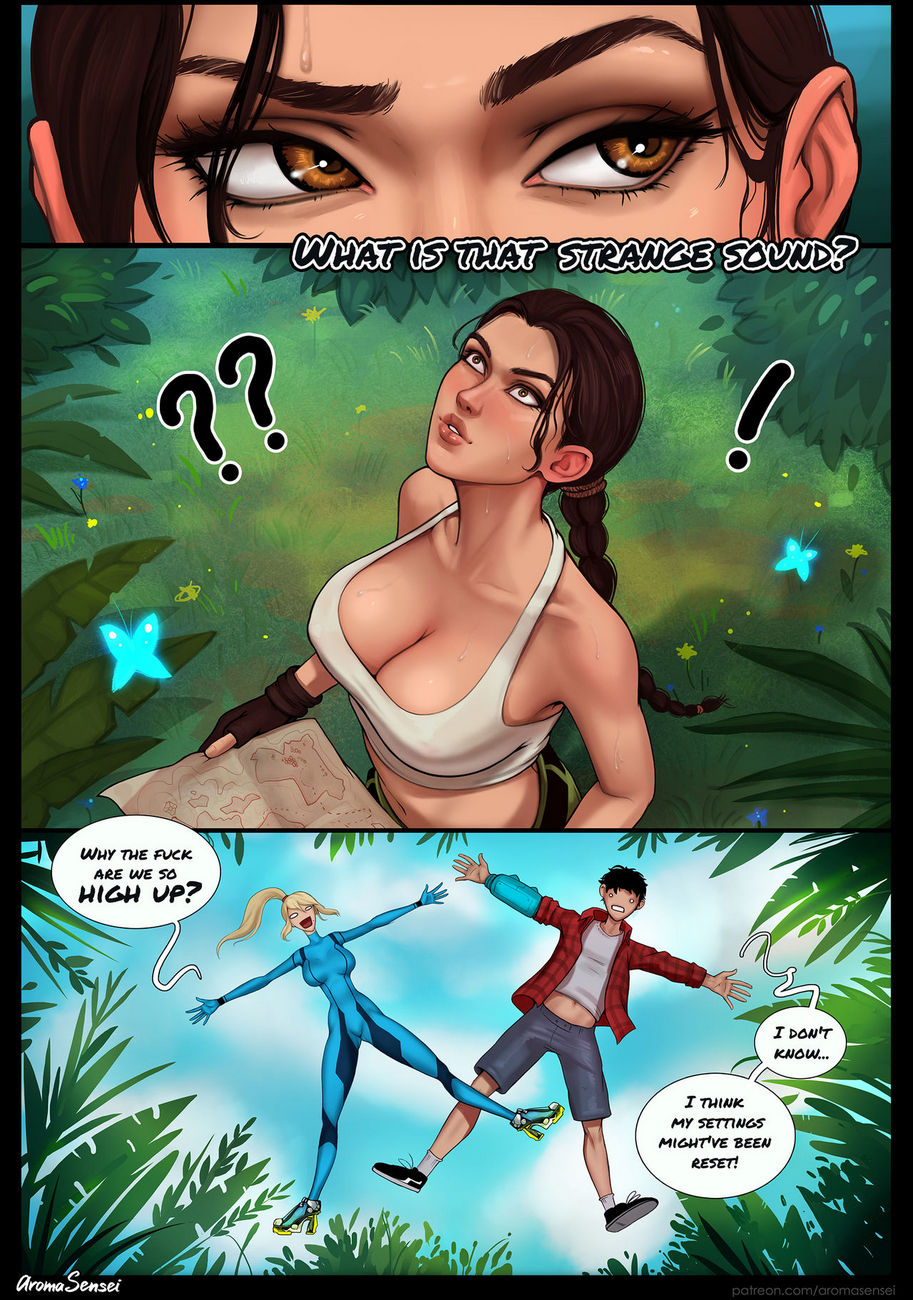 WHAT IS THAT STRANGE SOUND?
??
!
WHY THE FUCK
ARE WE SO
HIGH UP?
I DON'T
KNOW...
I THINK
MY SETTINGS
MIGHT'VE BEEN
RESET!
AromaSensei
patreon.com/aromasensei